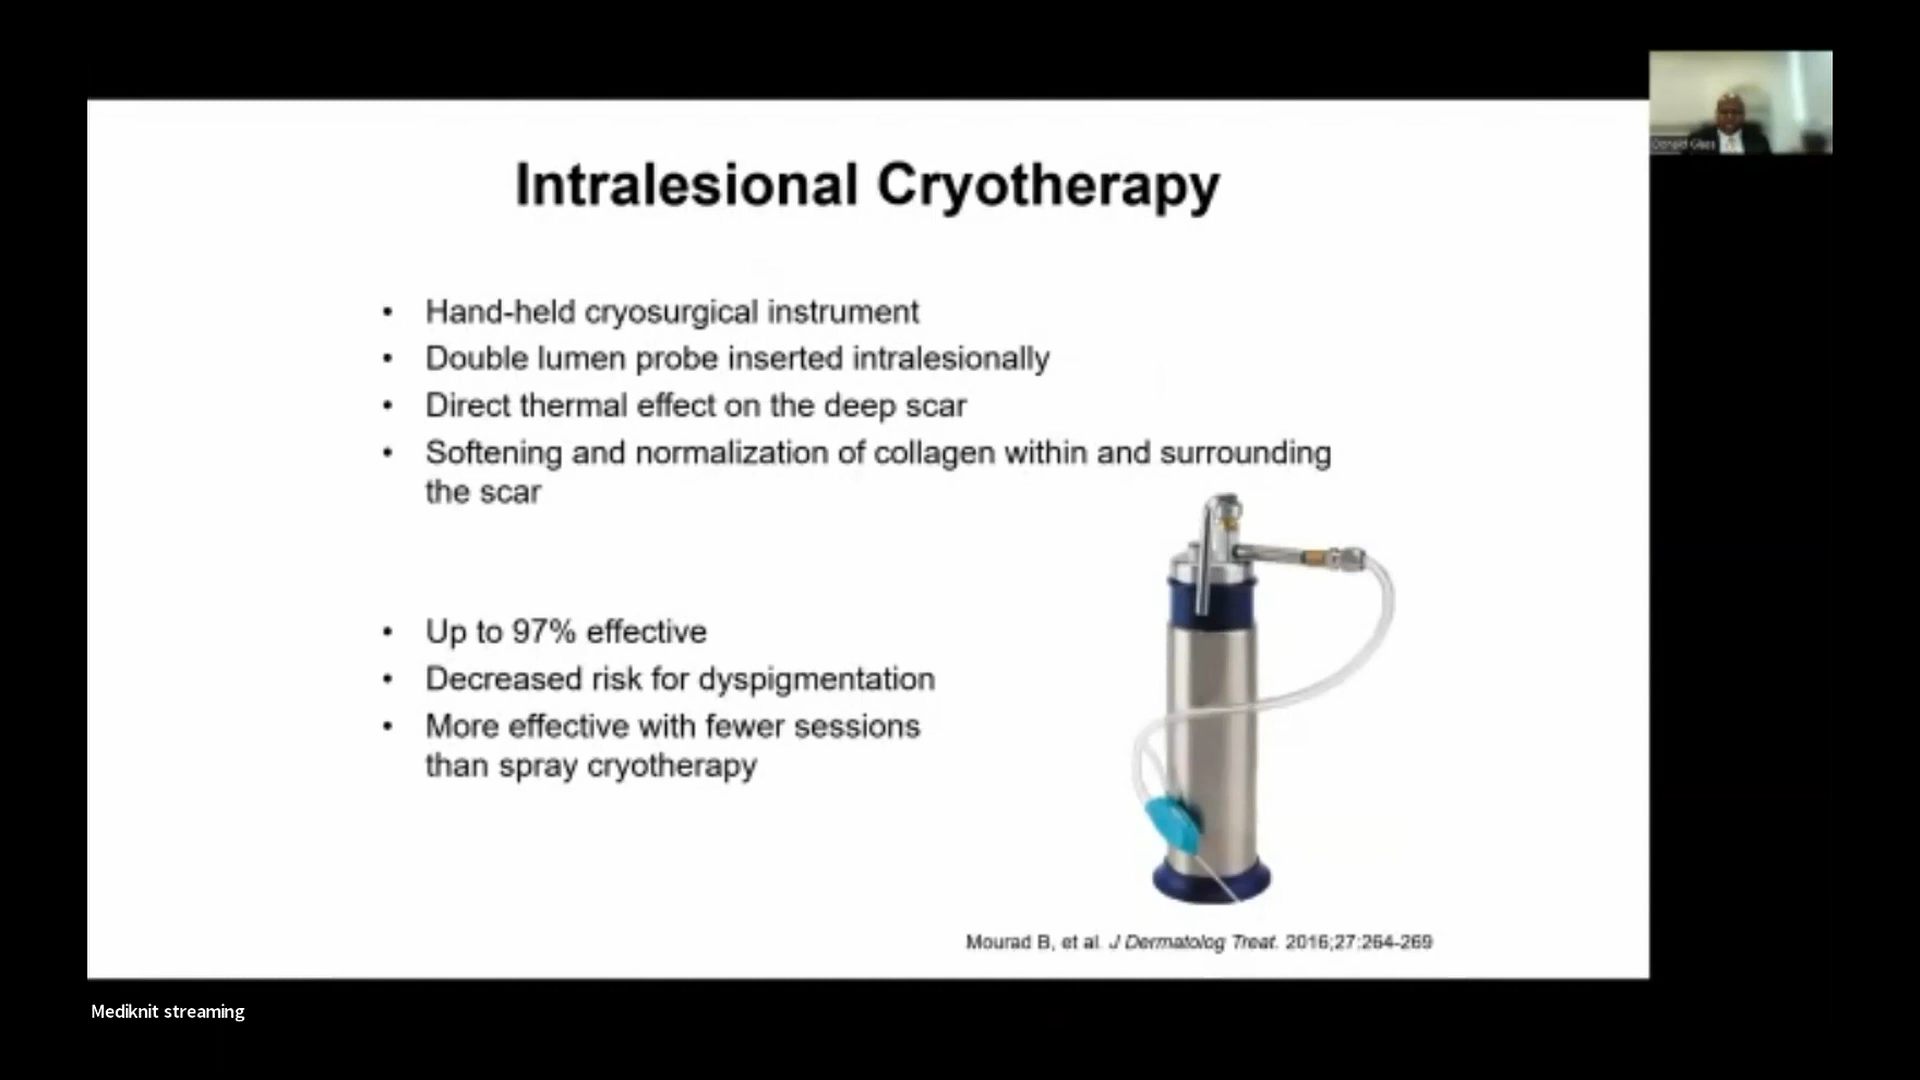 Intralesional Cryotherapy
• Hand-held cryosurgical instrument
• Double lumen probe inserted intralesionally
• Direct thermal effect on the deep scar
• Softening and normalization of collagen within and surrounding
the scar
• Up to 97% effective
• Decreased risk for dyspigmentation
• More effective with fewer sessions
than spray cryotherapy
Mourad B, et al. J Dermatolog Treat. 2016;27:264-269
Donald Glass
Mediknit streaming